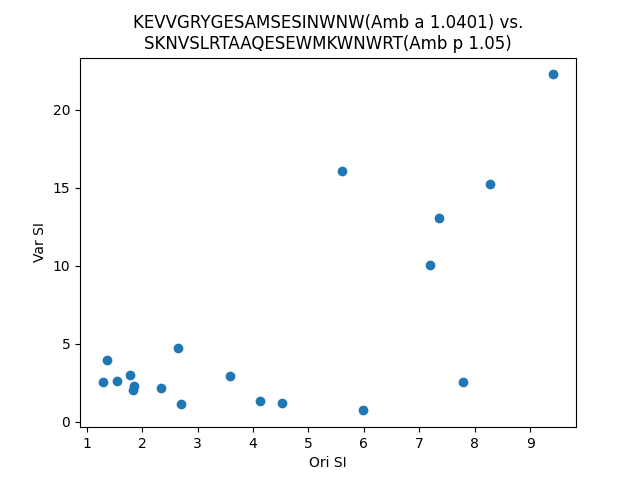 KEVVGRYGESAMSESINWNW(Amb a 1.0401) vs.
SKNVSLRTAAQESEWMKWNWRT(Amb p 1.05)
20
15
10
5
0
Var SI
1 2 3 4 5 6 7 8 9
Ori SI